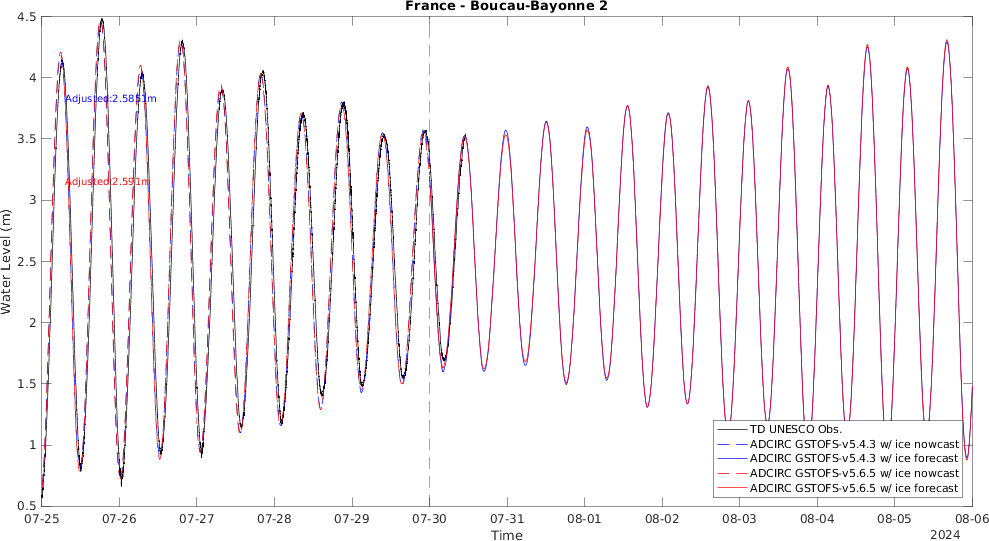 France - Boucau-Bayonne 2
4.5
4
3.5
3
2.5
2
1.5
1
0.5
Water Level (m)
Adjusted:2.5851m
Adjusted:2.591m
TD UNESCO Obs.
ADCIRC GSTOFS-v5.4.3 w/ ice nowcast
ADCIRC GSTOFS-v5.4.3 w/ ice forecast
ADCIRC GSTOFS-v5.6.5 w/ ice nowcast
ADCIRC GSTOFS-v5.6.5 w/ ice forecast
07-25 07-26 07-27 07-28 07-29 07-30 07-31 08-01 08-02 08-03 08-04 08-05 08-06
Time
2024